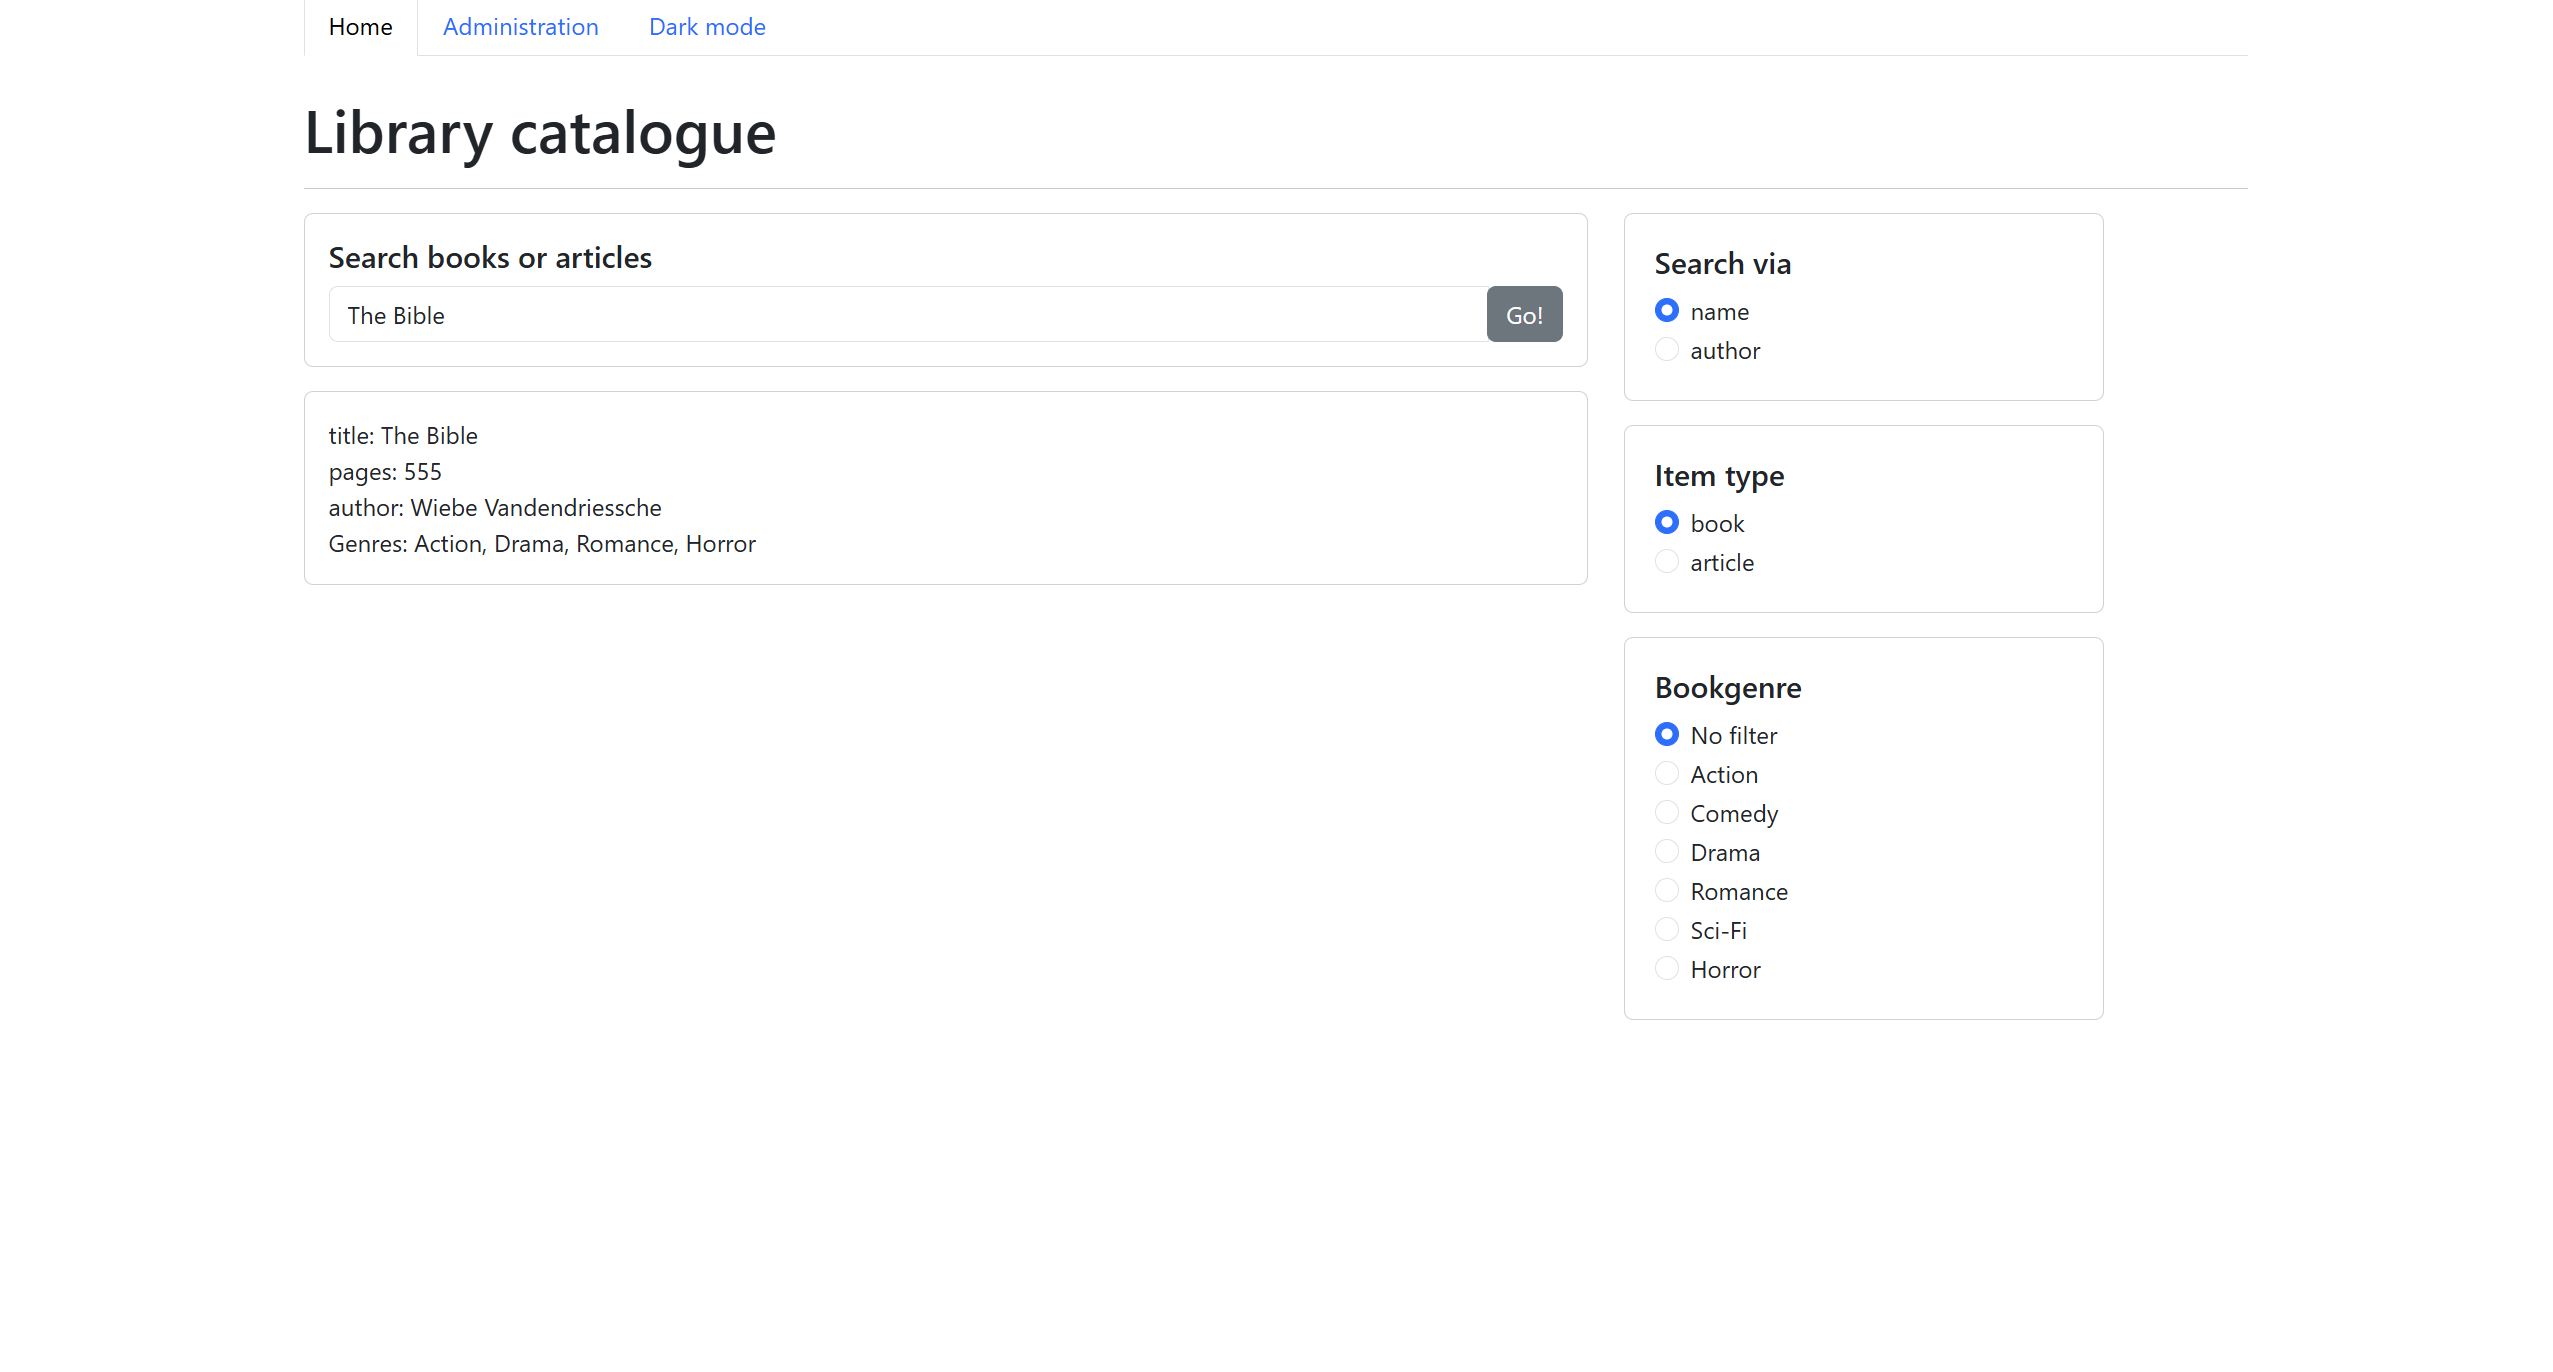 Home Administration Dark mode
Library catalogue
Search books or articles
The Bible Go!
title: The Bible
pages: 555
author: Wiebe Vandendriessche
Genres: Action, Drama, Romance, Horror
Search via
name
author
Item type
book
article
Bookgenre
No filter
Action
Comedy
Drama
Romance
Sci-Fi
Horror